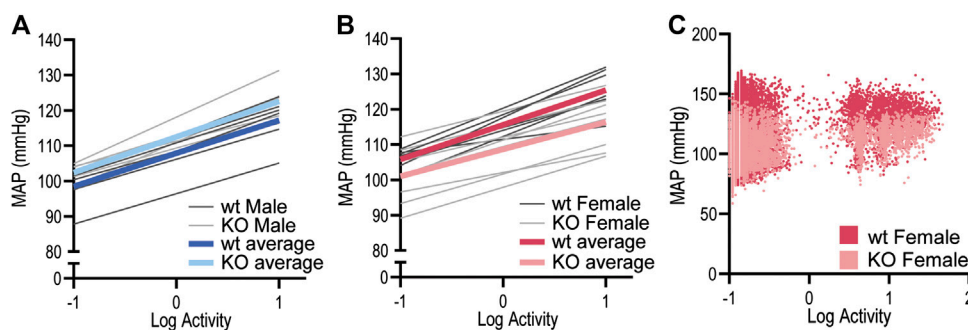 A
MAP (mmHg)
140
130
120
110
100
90
80
0
-1
0
1
Log Activity
wt Male
KO Male
wt average
KO average
B
MAP (mmHg)
140
130
120
110
100
90
80
0
-1
0
1
Log Activity
wt Female
KO Female
wt average
KO average
C
MAP (mmHg)
200
150
100
50
0
-1
0
1
2
Log Activity
wt Female
KO Female